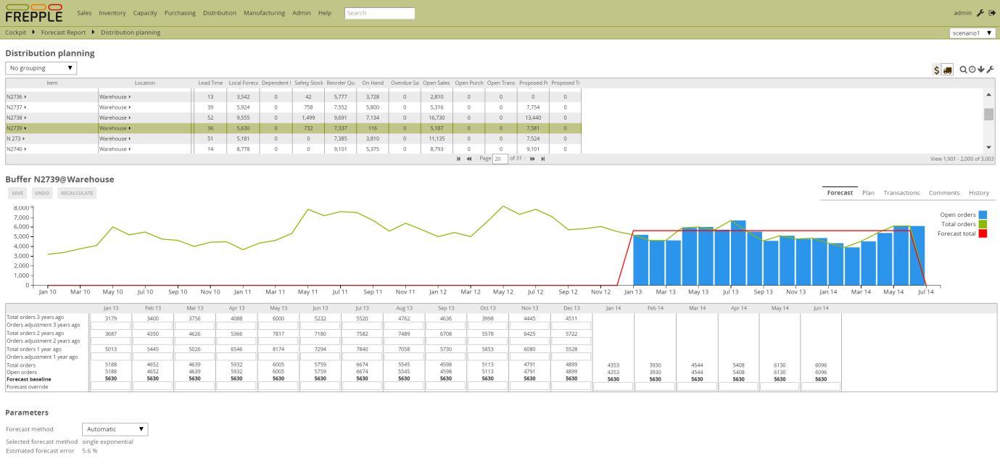 FREPPLE Sales Inventory Capacity Purchasing Distribution Manufacturing Admin Help Search admin
Cockpit Forecast Report Distribution planning scenario1
Distribution planning
No grouping
$
Item Location Lead Time Local Foreca Dependent I Safety Stock Reorder Qu On Hand Overdue Sa Open Sales Open Purch Open Trans Proposed P Proposed Tr
N2736 Warehouse 13 3,542 0 42 5,777 3,728 0 2,810 0 0 0 0
N2737 Warehouse 39 5,924 0 758 7,552 5,800 0 5,316 0 0 7,754 0
N2738 Warehouse 52 9,555 0 1,499 9,691 7,134 0 16,730 0 0 13,440 0
N2739 Warehouse 36 5,630 0 732 7,337 116 0 5,187 0 0 7,581 0
N 273 Warehouse 51 5,181 0 0 7,385 3,810 0 11,135 0 0 7,524 0
N2740 Warehouse 14 8,778 0 0 9,101 5,375 0 8,793 0 0 9,101 0
Page 20 of 31 View 1,901 - 2,000 of 3,003
Buffer N2739@Warehouse
SAVE UNDO RECALCULATE Forecast Plan Transactions Comments History
8,000
7,000
6,000
5,000
4,000
3,000
2,000
1,000
0
Open orders
Total orders
Forecast total
Jan 10 Mar 10 May 10 Jul 10 Sep 10 Nov 10 Jan 11 Mar 11 May 11 Jul 11 Sep 11 Nov 11 Jan 12 Mar 12 May 12 Jul 12 Sep 12 Nov 12 Jan 13 Mar 13 May 13 Jul 13 Sep 13 Nov 13 Jan 14 Mar 14 May 14 Jul 14
Jan 13 Feb 13 Mar 13 Apr 13 May 13 Jun 13 Jul 13 Aug 13 Sep 13 Oct 13 Nov 13 Dec 13 Jan 14 Feb 14 Mar 14 Apr 14 May 14 Jun 14
Total orders 3 years ago 3179 3400 3756 4088 6000 5232 5520 4762 4636 3998 4445 4511
Orders adjustment 3 years ago
Total orders 2 years ago 3687 4350 4626 5366 7817 7180 7582 7489 6708 5578 6425 5722
Orders adjustment 2 years ago
Total orders 1 year ago 5013 5445 5026 6546 8174 7294 7840 7058 5730 5853 6080 5528
Orders adjustment 1 year ago
Total orders 5188 4652 4639 5932 6005 5759 6674 5545 4598 5113 4791 4899 4353 3930 4544 5408 6130 6096
Open orders 5188 4652 4639 5932 6005 5759 6674 5545 4598 5113 4791 4899 4353 3930 4544 5408 6130 6096
Forecast baseline 5630 5630 5630 5630 5630 5630 5630 5630 5630 5630 5630 5630 5630 5630 5630 5630 5630 5630
Forecast override
Parameters
Forecast method Automatic
Selected forecast method single exponential
Estimated forecast error 5.6 %